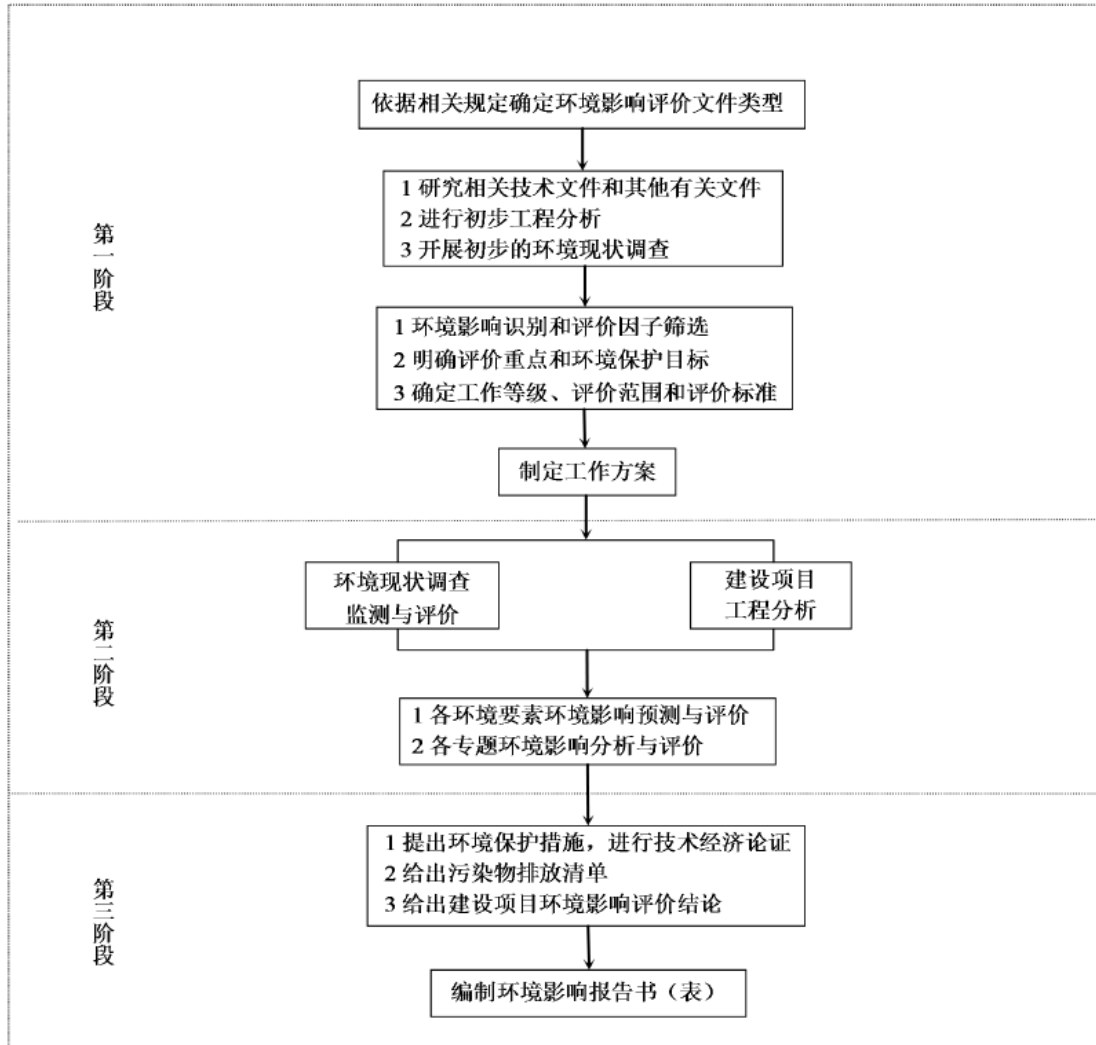 依据相关规定确定环境影响评价文件类型
1 研究相关技术文件和其他有关文件
2 进行初步工程分析
3 开展初步的环境现状调查
第一阶段
1 环境影响识别和评价因子筛选
2 明确评价重点和环境保护目标
3 确定工作等级、评价范围和评价标准
制定工作方案
环境现状调查
监测与评价
建设项目
工程分析
第二阶段
1 各环境要素环境影响预测与评价
2 各专题环境影响分析与评价
1 提出环境保护措施，进行技术经济论证
2 给出污染物排放清单
3 给出建设项目环境影响评价结论
第三阶段
编制环境影响报告书（表）